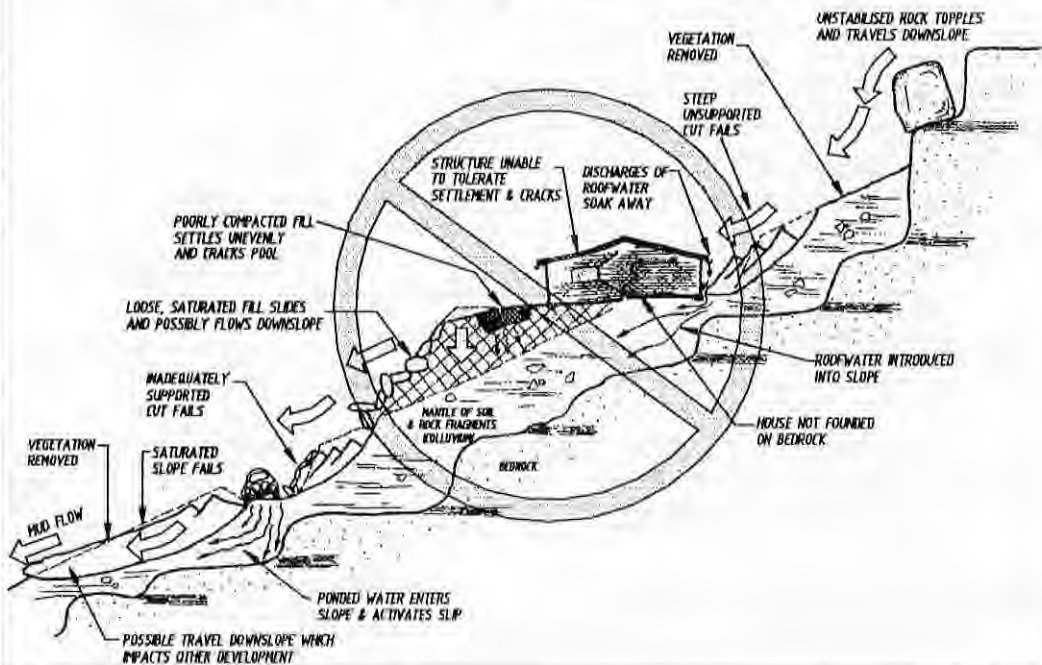 UNSTABILISED ROCK TOPPLES
AND TRAVELS DOWNSLOPE
VEGETATION
REMOVED
STEEP
UNSUPPORTED
CUT FAILS
STRUCTURE UNABLE
TO TOLERATE
SETTLEMENT & CRACKS
DISCHARGES OF
ROOFWATER
SOAK AWAY
POORLY COMPACTED FILL
SETTLES UNEVENLY
AND CRACKS POOL
LOOSE, SATURATED FILL SLIDES
AND POSSIBLY FLOWS DOWNSLOPE
INADEQUATELY
SUPPORTED
CUT FAILS
ROOFWATER INTRODUCED
INTO SLOPE
MANTLE OF SOIL
& ROCK FRAGMENTS
(COLLUVIUM)
HOUSE NOT FOUNDED
ON BEDROCK
VEGETATION
REMOVED
SATURATED
SLOPE FAILS
BEDROCK
MUD FLOW
PONDED WATER ENTERS
SLOPE & ACTIVATES SLIP
POSSIBLE TRAVEL DOWNSLOPE WHICH
IMPACTS OTHER DEVELOPMENT